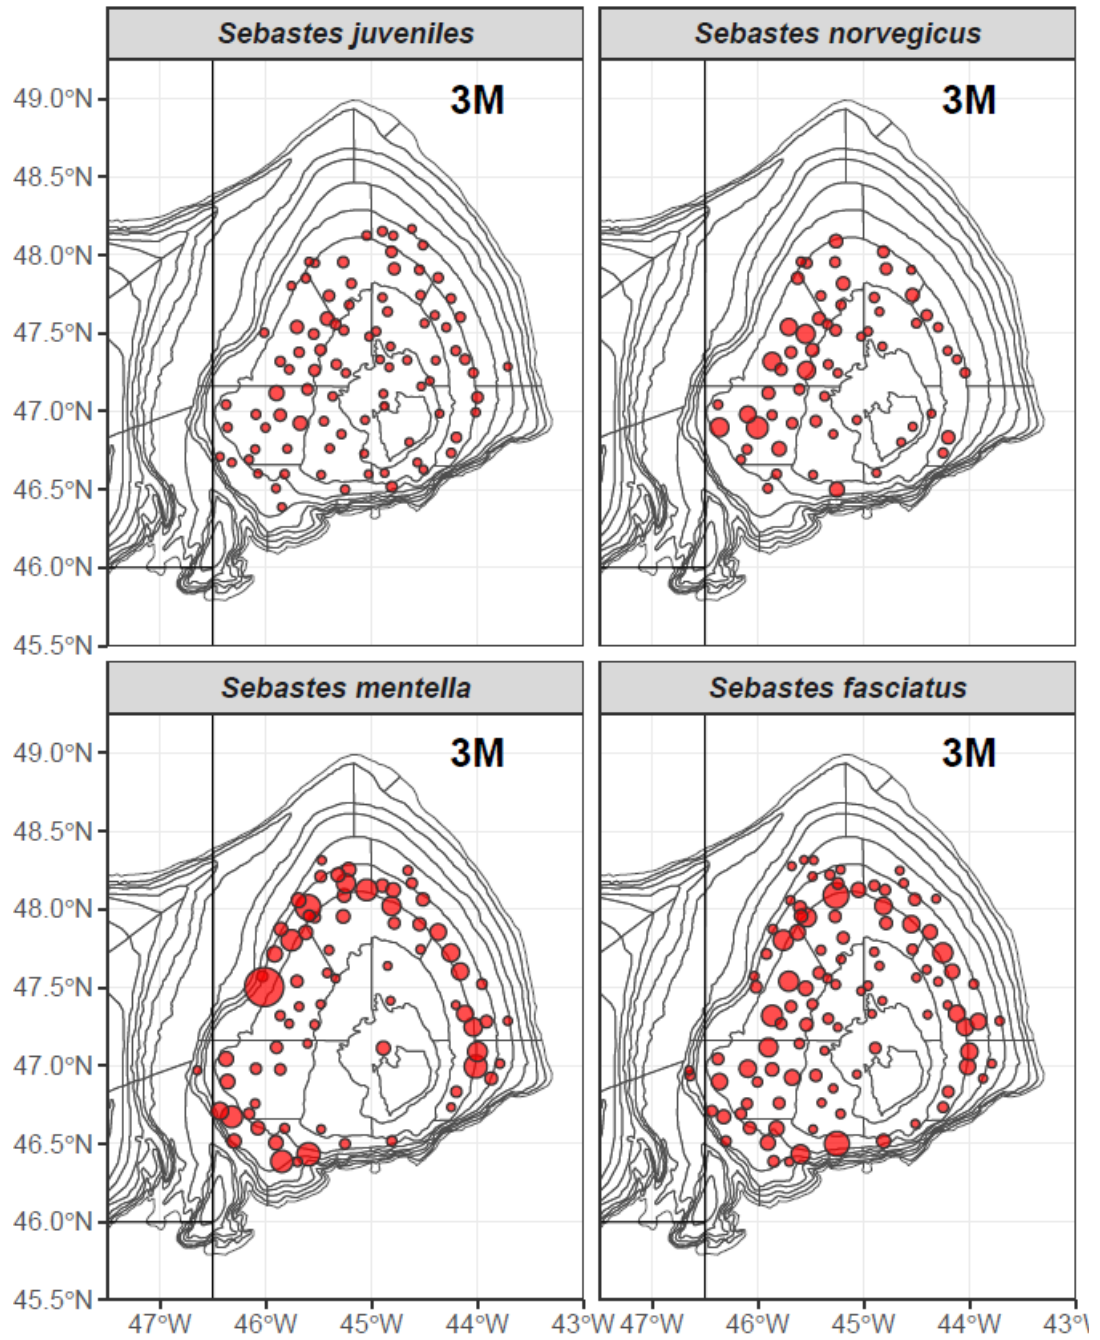 Sebastes juveniles
Sebastes norvegicus
3M
3M
49.0°N
48.5°N
48.0°N
47.5°N
47.0°N
46.5°N
46.0°N
45.5°N
Sebastes mentella
Sebastes fasciatus
3M
3M
49.0°N
48.5°N
48.0°N
47.5°N
47.0°N
46.5°N
46.0°N
45.5°N
47°W 46°W 45°W 44°W 43°W 47°W 46°W 45°W 44°W 43°W